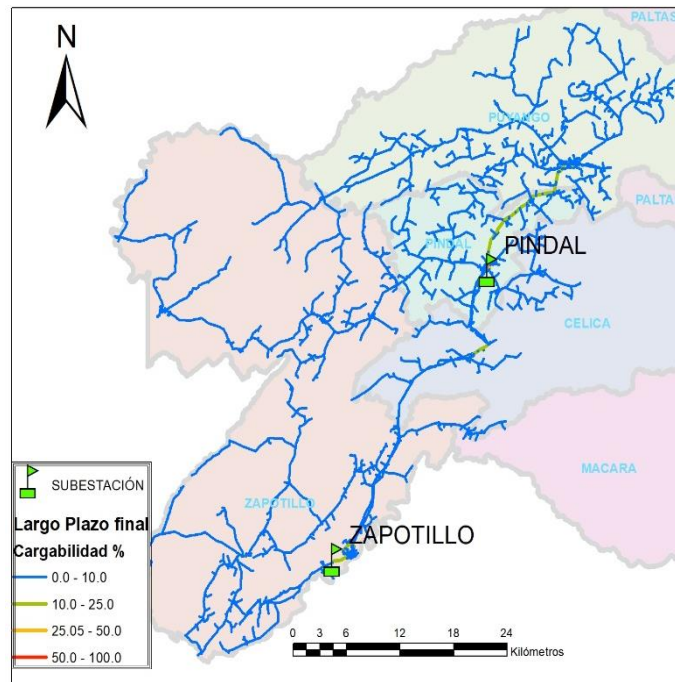 N
PALTAS
PUYANGO
PALTA
PINDAL
PINDAL
CELICA
MACARA
ZAPOTILLO
ZAPOTILLO
SUBESTACIÓN
Largo Plazo final
Cargabilidad %
0.0 - 10.0
10.0 - 25.0
25.05 - 50.0
50.0 - 100.0
0 3 6 12 18 24
Kilómetros